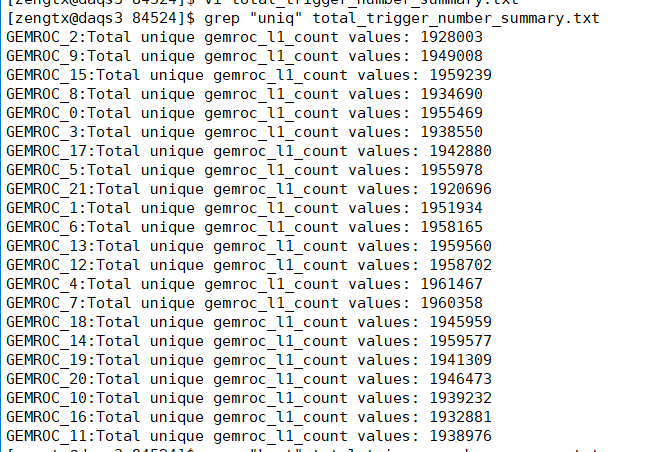 [zengtx@daqs3 84524]$ vi total_trigger_number_summary.txt
[zengtx@daqs3 84524]$ grep "uniq" total_trigger_number_summary.txt
GEMROC_2:Total unique gemroc_l1_count values: 1928003
GEMROC_9:Total unique gemroc_l1_count values: 1949008
GEMROC_15:Total unique gemroc_l1_count values: 1959239
GEMROC_8:Total unique gemroc_l1_count values: 1934690
GEMROC_0:Total unique gemroc_l1_count values: 1955469
GEMROC_3:Total unique gemroc_l1_count values: 1938550
GEMROC_17:Total unique gemroc_l1_count values: 1942880
GEMROC_5:Total unique gemroc_l1_count values: 1955978
GEMROC_21:Total unique gemroc_l1_count values: 1920696
GEMROC_1:Total unique gemroc_l1_count values: 1951934
GEMROC_6:Total unique gemroc_l1_count values: 1958165
GEMROC_13:Total unique gemroc_l1_count values: 1959560
GEMROC_12:Total unique gemroc_l1_count values: 1958702
GEMROC_4:Total unique gemroc_l1_count values: 1961467
GEMROC_7:Total unique gemroc_l1_count values: 1960358
GEMROC_18:Total unique gemroc_l1_count values: 1945959
GEMROC_14:Total unique gemroc_l1_count values: 1959577
GEMROC_19:Total unique gemroc_l1_count values: 1941309
GEMROC_20:Total unique gemroc_l1_count values: 1946473
GEMROC_10:Total unique gemroc_l1_count values: 1939232
GEMROC_16:Total unique gemroc_l1_count values: 1932881
GEMROC_11:Total unique gemroc_l1_count values: 1938976